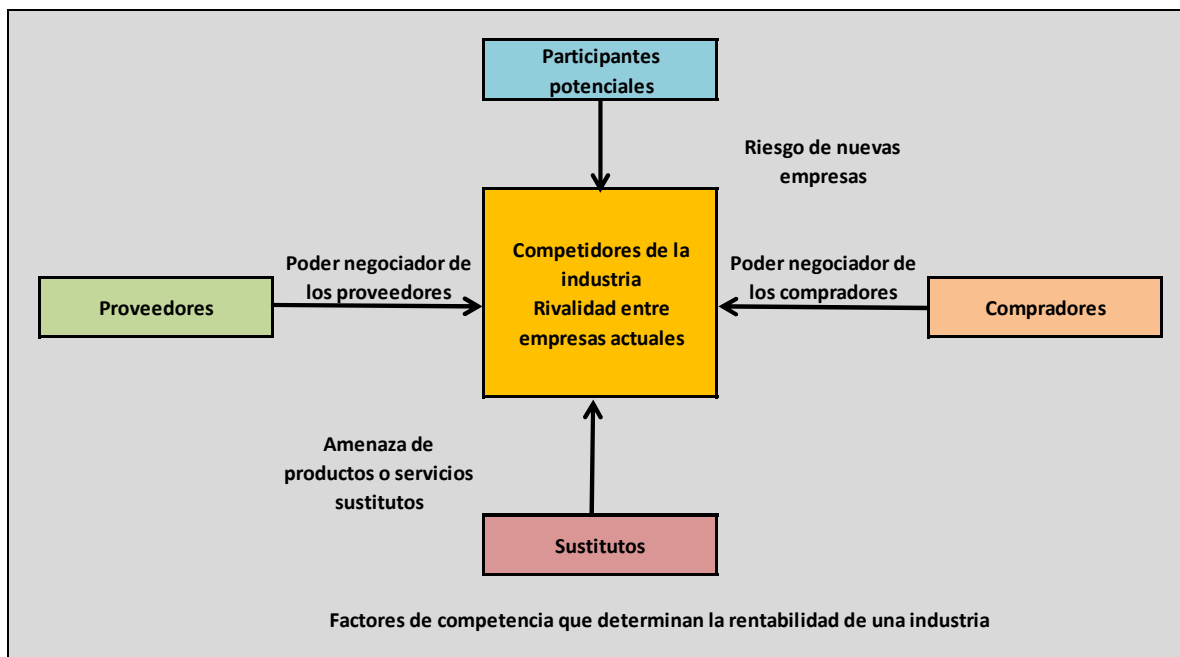 Participantes
potenciales
Riesgo de nuevas
empresas
Competidores de la
industria
Rivalidad entre
empresas actuales
Poder negociador de
los proveedores
Proveedores
Poder negociador de
los compradores
Compradores
Amenaza de
productos o servicios
sustitutos
Sustitutos
Factores de competencia que determinan la rentabilidad de una industria